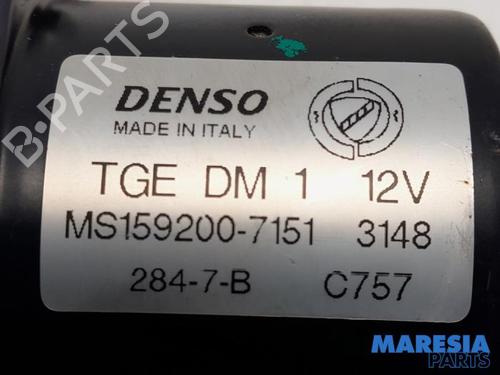 DENSO
MADE IN ITALY
TGE DM 1 12V
MS159200-7151 3148
284-7-B C757
B-PARTS
MARESIA
PARTS